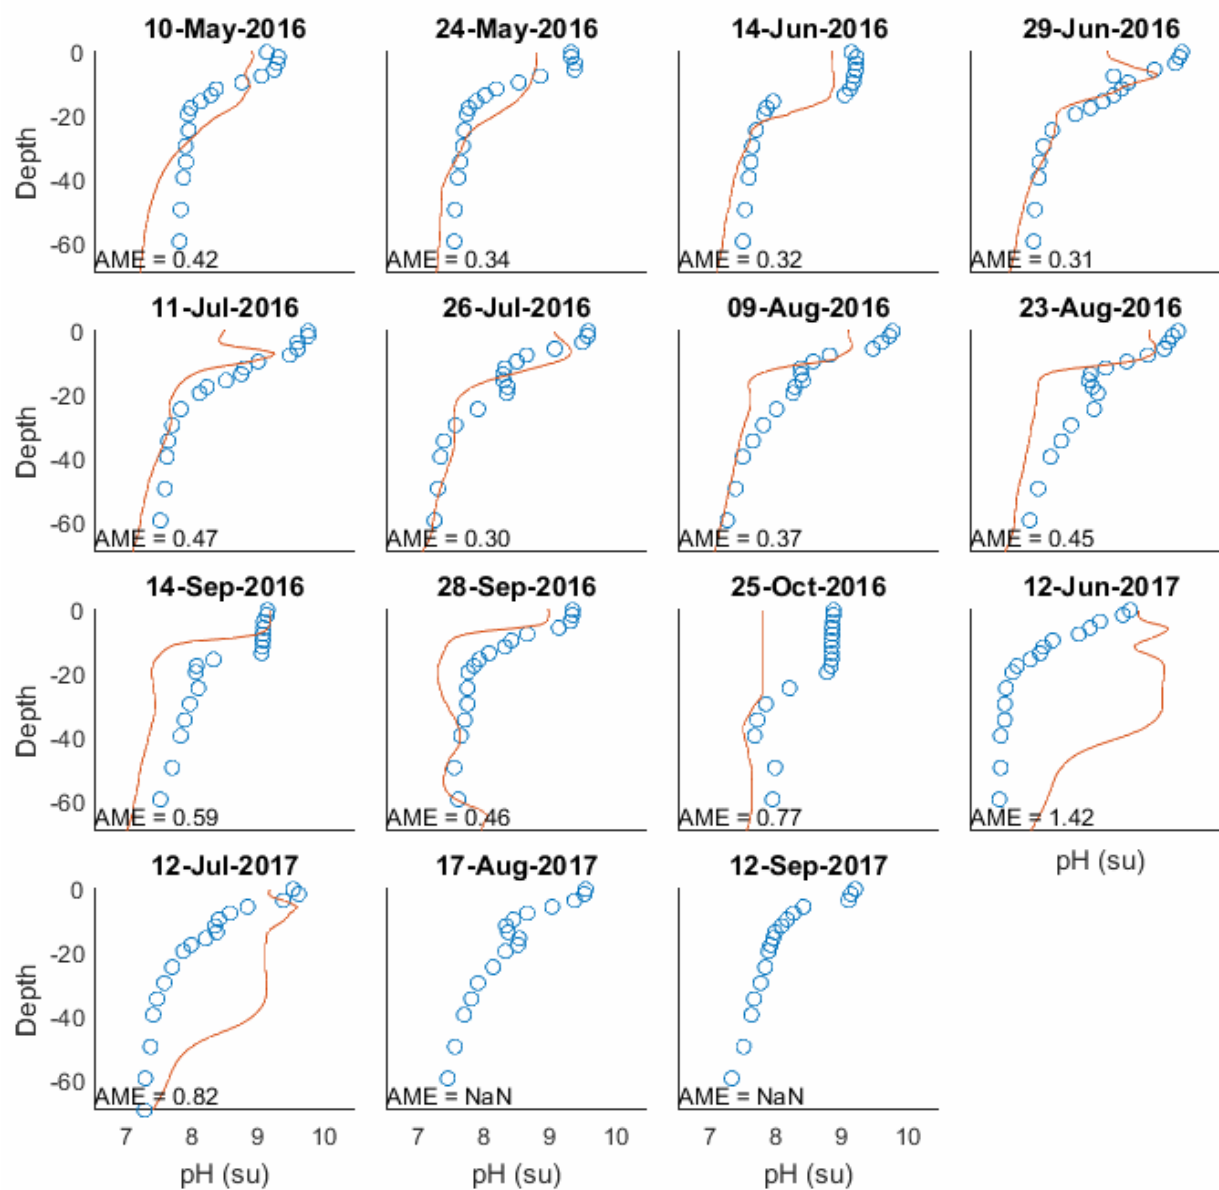 10-May-2016 24-May-2016 14-Jun-2016 29-Jun-2016
0
-20
-40
-60
Depth
AME = 0.42 AME = 0.34 AME = 0.32 AME = 0.31
11-Jul-2016 26-Jul-2016 09-Aug-2016 23-Aug-2016
0
-20
-40
-60
Depth
AME = 0.47 AME = 0.30 AME = 0.37 AME = 0.45
14-Sep-2016 28-Sep-2016 25-Oct-2016 12-Jun-2017
0
-20
-40
-60
Depth
AME = 0.59 AME = 0.46 AME = 0.77 AME = 1.42
pH (su)
12-Jul-2017 17-Aug-2017 12-Sep-2017
0
-20
-40
-60
Depth
AME = 0.82 AME = NaN AME = NaN
7 8 9 10 7 8 9 10 7 8 9 10
pH (su) pH (su) pH (su)